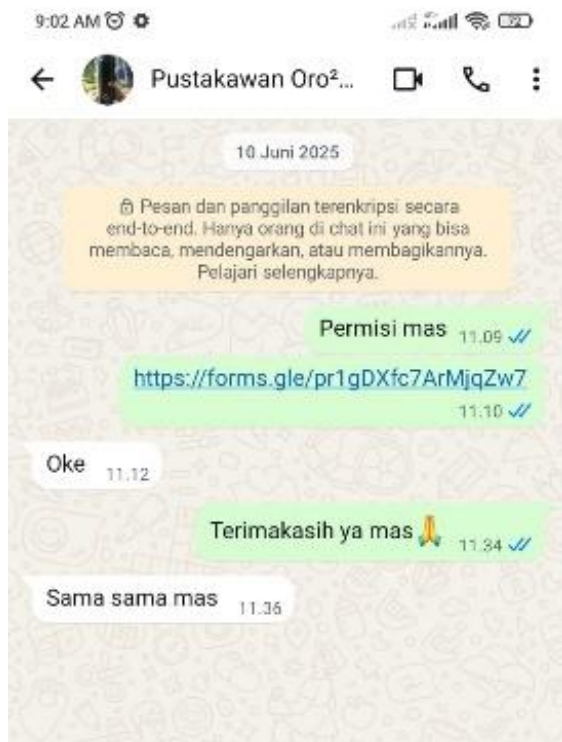 9:02 AM
72
Pustakawan Oro²...
10 Juni 2025
Pesan dan panggilan terenkripsi secara
end-to-end. Hanya orang di chat ini yang bisa
membaca, mendengarkan, atau membagikannya.
Pelajari selengkapnya.
Permisi mas 11.09
https://forms.gle/pr1gDXfc7ArMjqZw7
11.10
Oke 11.12
Terimakasih ya mas🙏 11.34
Sama sama mas 11.36